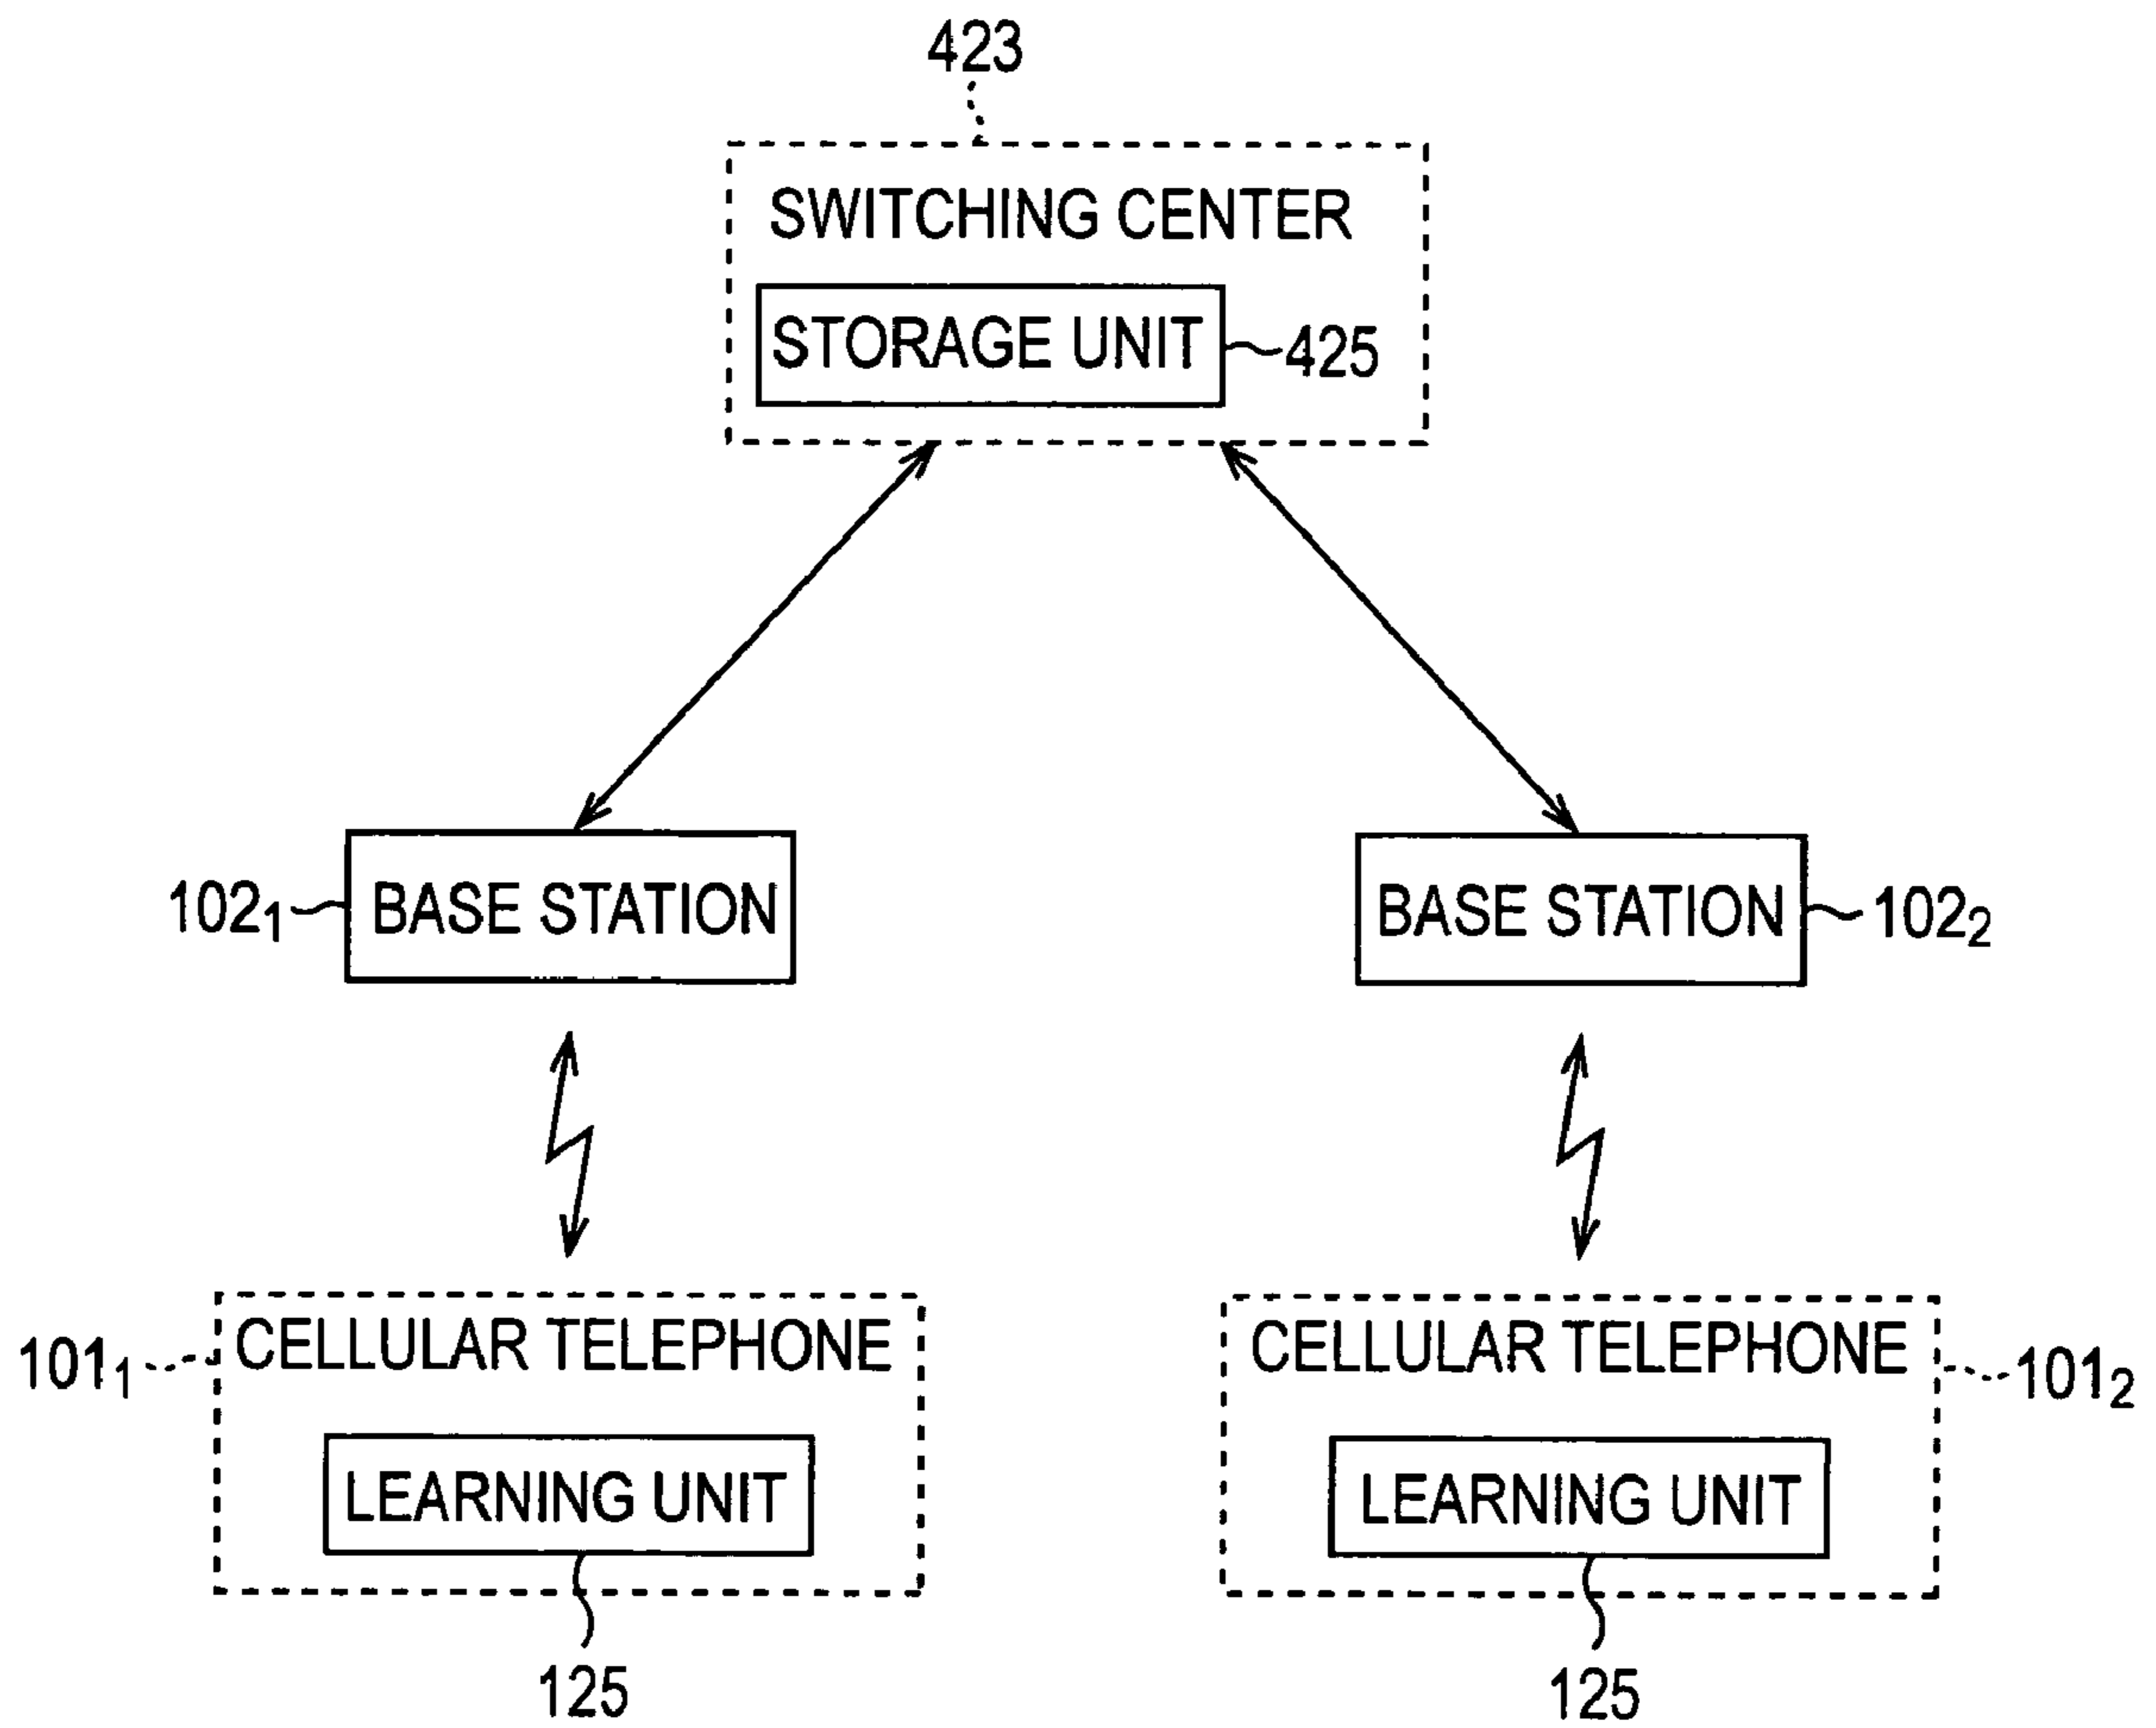 423
SWITCHING CENTER
STORAGE UNIT
425
102₁
BASE STATION
BASE STATION
102₂
101₁
CELLULAR TELEPHONE
CELLULAR TELEPHONE
101₂
LEARNING UNIT
LEARNING UNIT
125
125